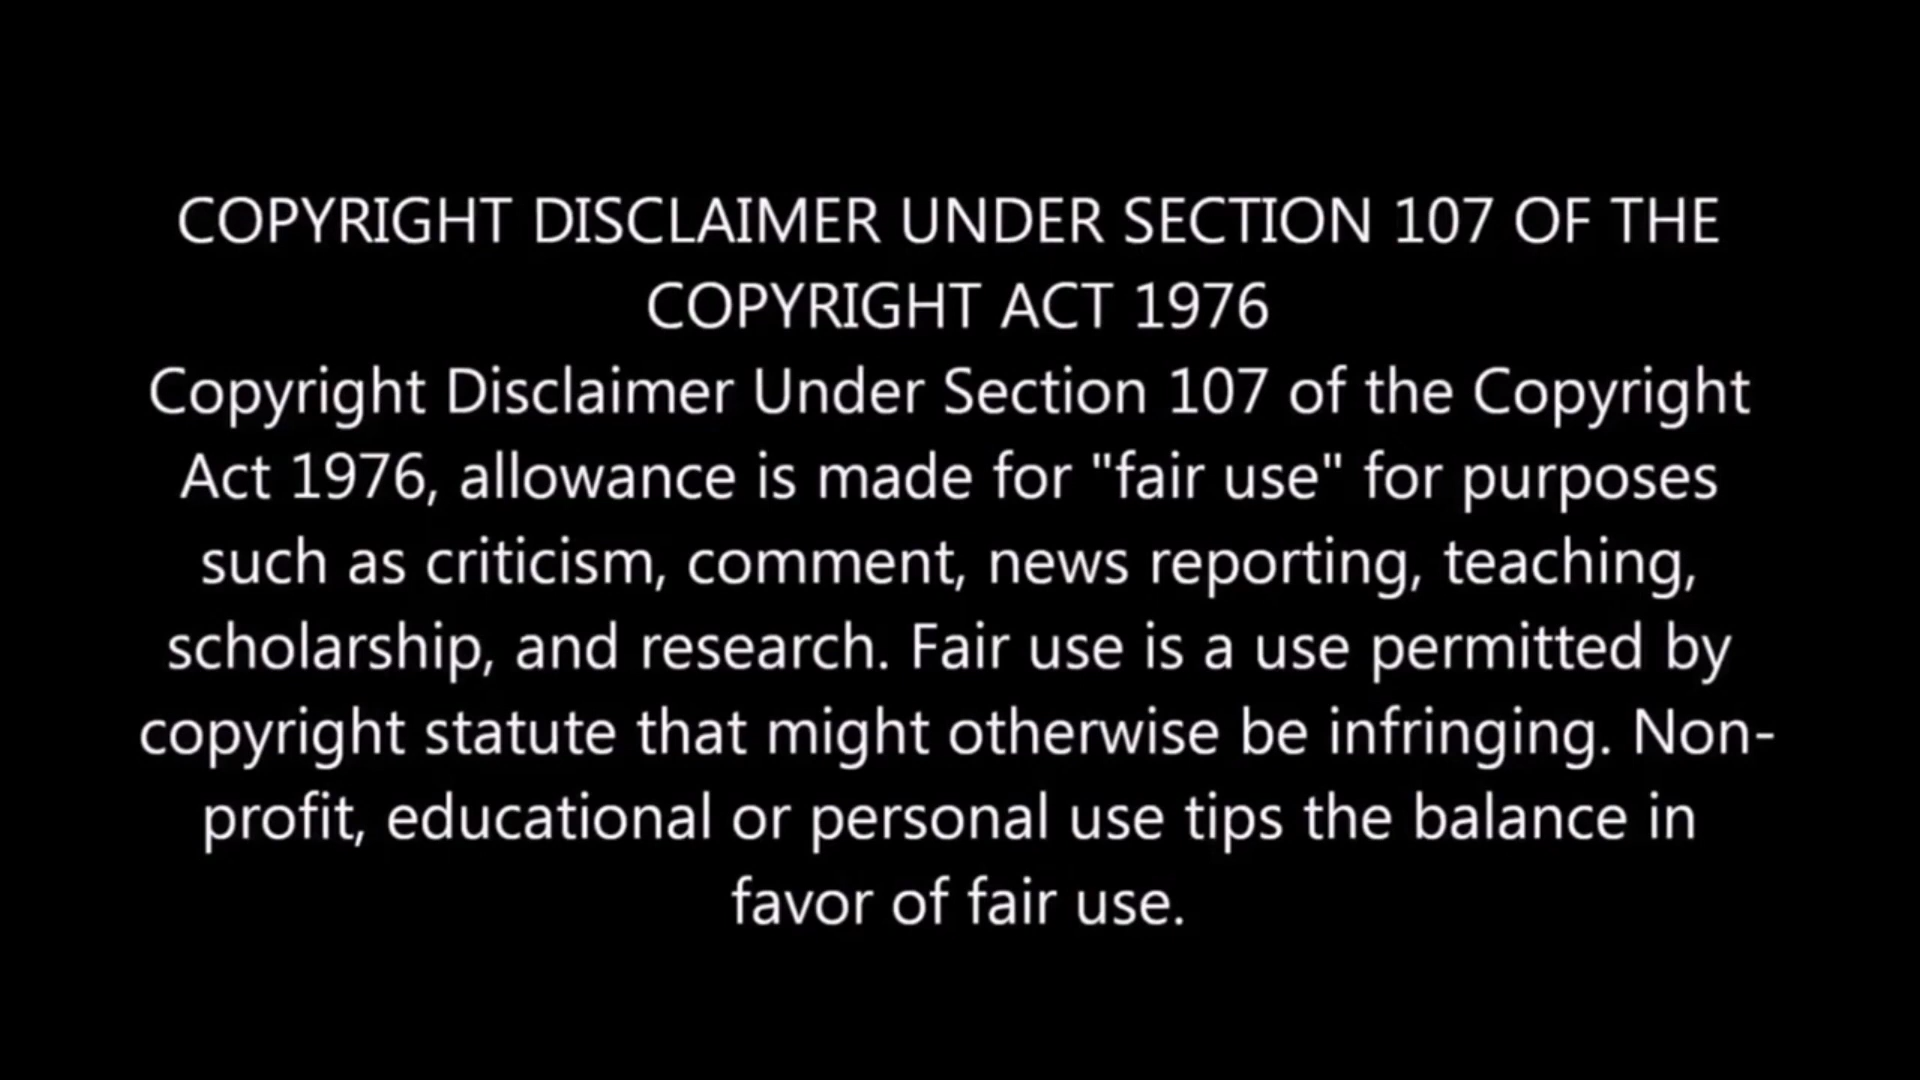 COPYRIGHT DISCLAIMER UNDER SECTION 107 OF THE
COPYRIGHT ACT 1976
Copyright Disclaimer Under Section 107 of the Copyright
Act 1976, allowance is made for "fair use" for purposes
such as criticism, comment, news reporting, teaching,
scholarship, and research. Fair use is a use permitted by
copyright statute that might otherwise be infringing. Non-
profit, educational or personal use tips the balance in
favor of fair use.